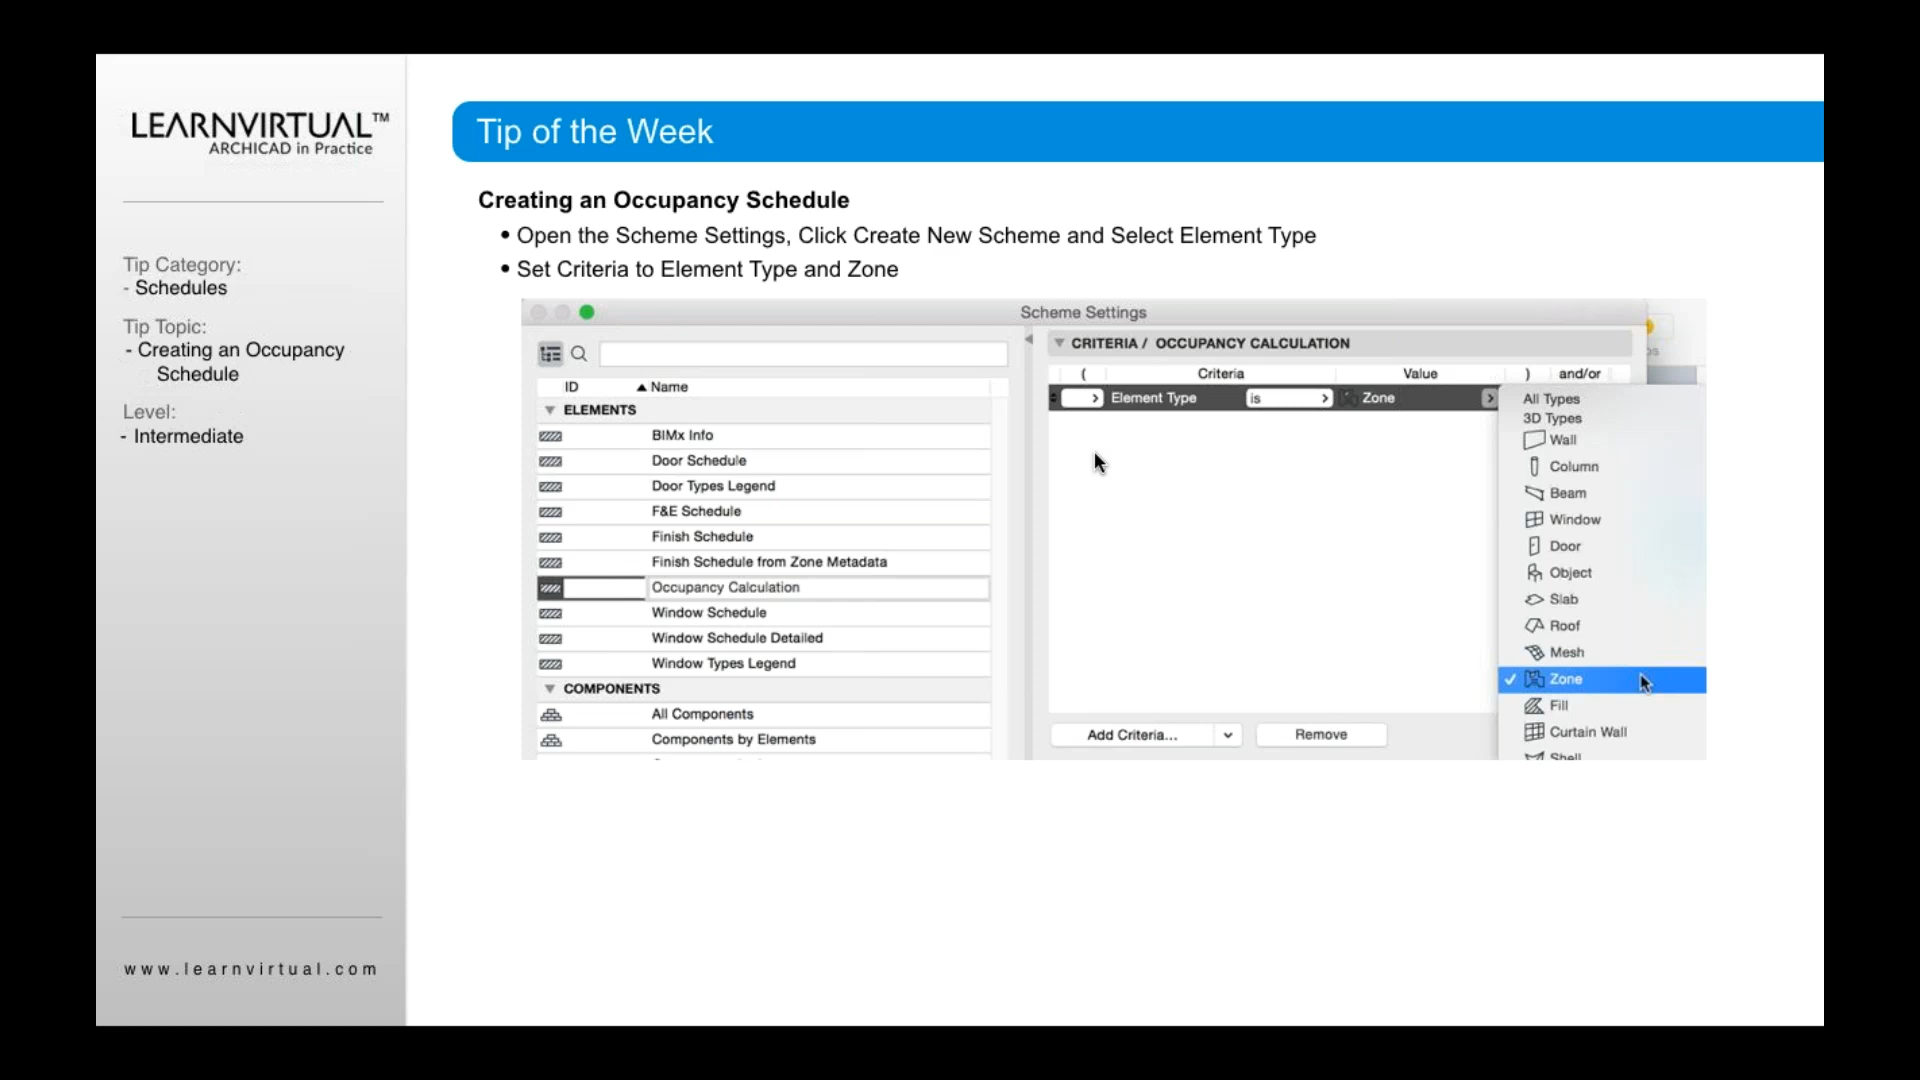 LEARNVIRTUAL™
ARCHICAD in Practice
Tip Category:
- Schedules
Tip Topic:
- Creating an Occupancy
Schedule
Level:
- Intermediate
www.learnvirtual.com
Tip of the Week
Creating an Occupancy Schedule
• Open the Scheme Settings, Click Create New Scheme and Select Element Type
• Set Criteria to Element Type and Zone
Scheme Settings
ID Name
ELEMENTS
BIMx Info
Door Schedule
Door Types Legend
F&E Schedule
Finish Schedule
Finish Schedule from Zone Metadata
Occupancy Calculation
Window Schedule
Window Schedule Detailed
Window Types Legend
COMPONENTS
All Components
Components by Elements
CRITERIA / OCCUPANCY CALCULATION
( Criteria Value ) and/or
Element Type is Zone
Add Criteria... Remove
All Types
3D Types
Wall
Column
Beam
Window
Door
Object
Slab
Roof
Mesh
Zone
Fill
Curtain Wall
Shell